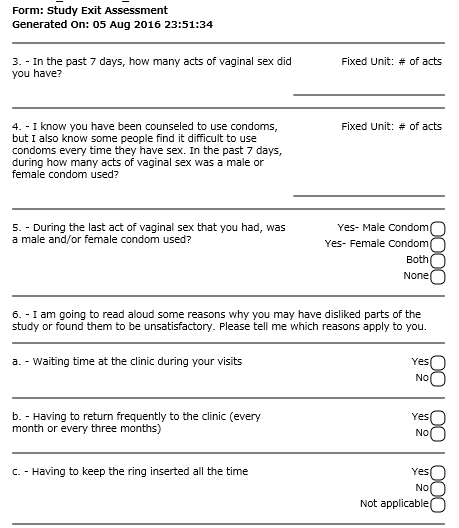 Form: Study Exit Assessment
Generated On: 05 Aug 2016 23:51:34
3. - In the past 7 days, how many acts of vaginal sex did
you have?
Fixed Unit: # of acts
4. - I know you have been counseled to use condoms,
but I also know some people find it difficult to use
condoms every time they have sex. In the past 7 days,
during how many acts of vaginal sex was a male or
female condom used?
Fixed Unit: # of acts
5. - During the last act of vaginal sex that you had, was
a male and/or female condom used?
Yes- Male Condom
Yes- Female Condom
Both
None
6. - I am going to read aloud some reasons why you may have disliked parts of the
study or found them to be unsatisfactory. Please tell me which reasons apply to you.
a. - Waiting time at the clinic during your visits
Yes
No
b. - Having to return frequently to the clinic (every
month or every three months)
Yes
No
c. - Having to keep the ring inserted all the time
Yes
No
Not applicable